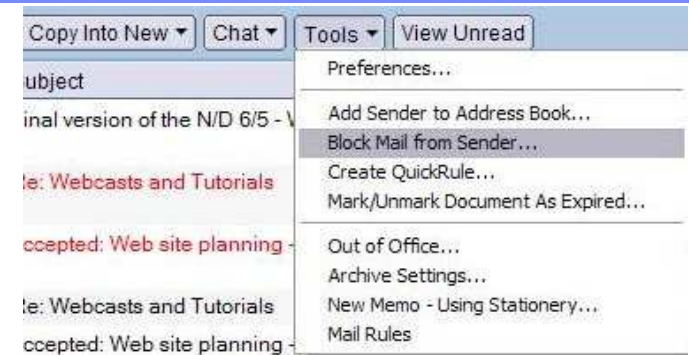 Copy Into New Chat Tools View Unread
ubject
Preferences...
inal version of the N/D 6/5 -
Add Sender to Address Book...
Block Mail from Sender...
Create QuickRule...
e: Webcasts and Tutorials
Mark/Unmark Document As Expired...
ccepted: Web site planning -
Out of Office...
Archive Settings...
e: Webcasts and Tutorials
New Memo - Using Stationery...
Mail Rules
ccepted: Web site planning -